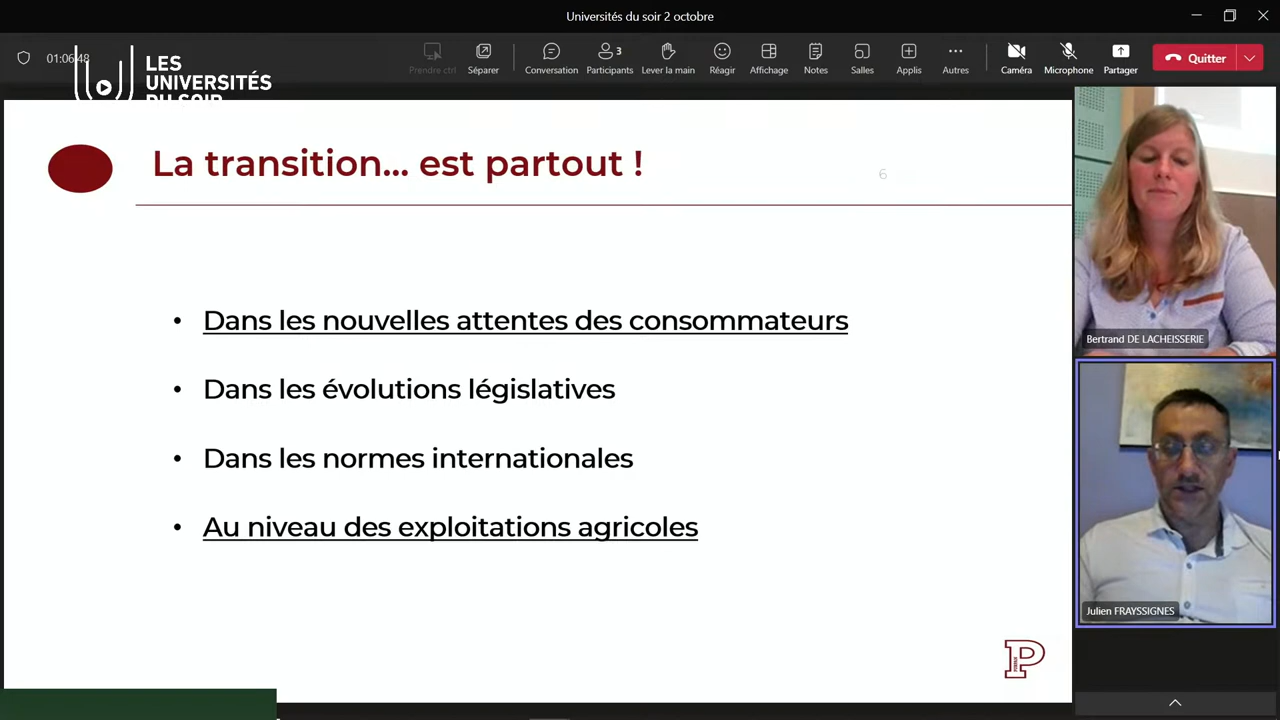 Universités du soir 2 octobre
01:06:48
Prendre ctrl
Séparer
Conversation
3
Participants
Lever la main
Réagir
Affichage
Notes
Salles
Applis
Autres
Caméra
Microphone
Partager
Quitter
LES
UNIVERSITÉS
DU SOIR
La transition... est partout !
6
• Dans les nouvelles attentes des consommateurs
• Dans les évolutions législatives
• Dans les normes internationales
• Au niveau des exploitations agricoles
Bertrand DE LACHEISSERIE
Julien FRAYSSIGNES
P